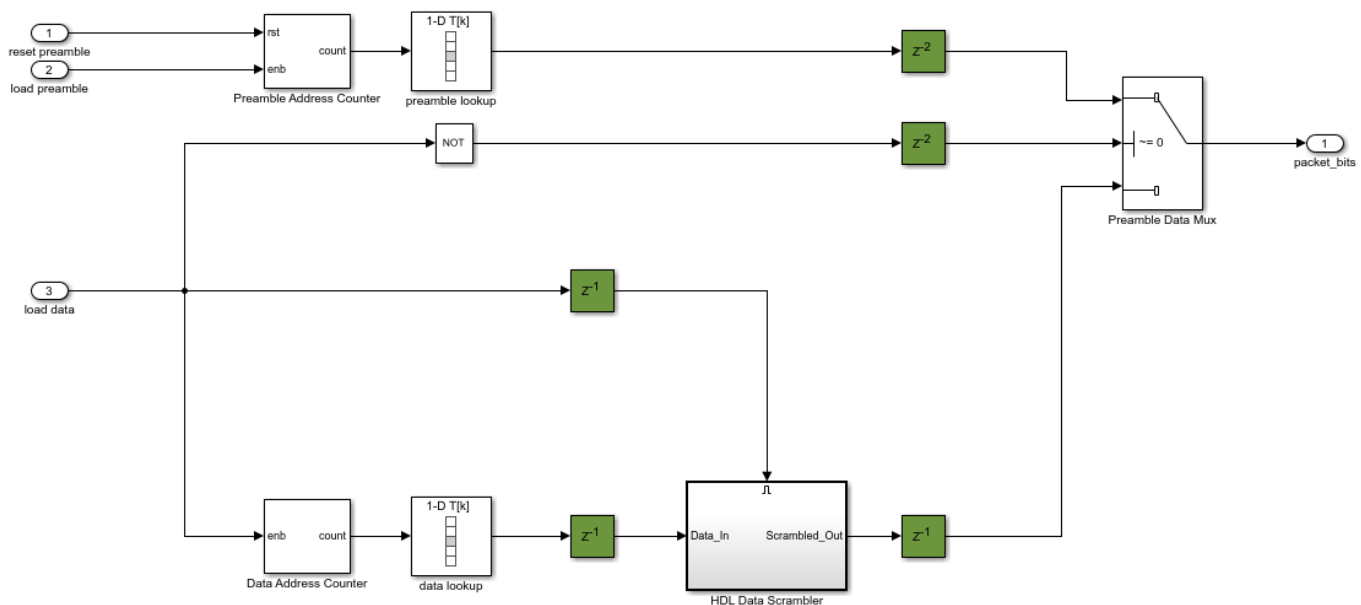 1
reset preamble
2
load preamble
rst
enb
count
Preamble Address Counter
1-D T[k]
preamble lookup
z-2
NOT
z-2
~= 0
Preamble Data Mux
1
packet_bits
3
load data
z-1
enb
count
Data Address Counter
1-D T[k]
data lookup
z-1
Data_In
Scrambled_Out
HDL Data Scrambler
z-1